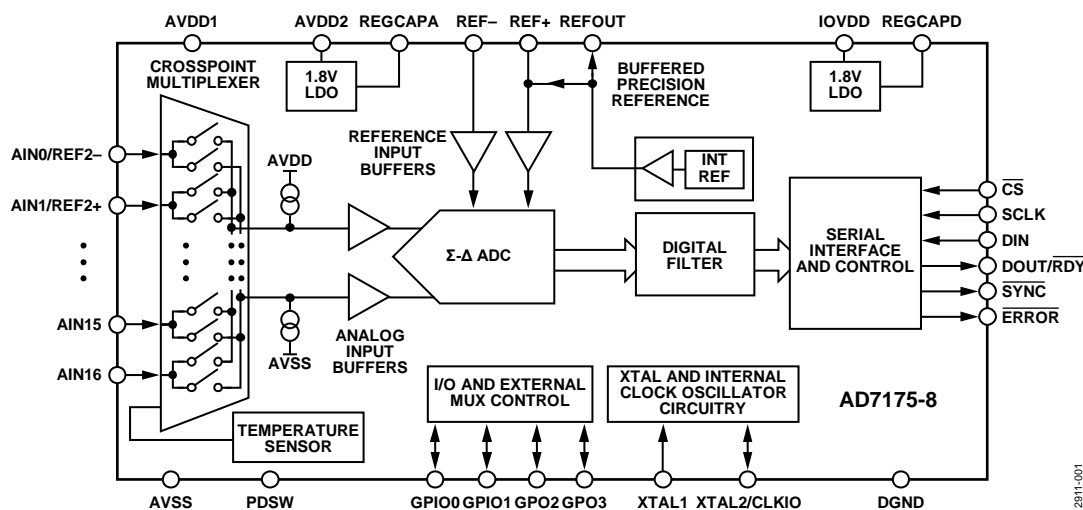 AVDD1
AVDD2
REGCAPA
REF–
REF+
REFOUT
IOVDD
REGCAPD
CROSSPOINT
MULTIPLEXER
1.8V
LDO
BUFFERED
PRECISION
REFERENCE
1.8V
LDO
REFERENCE
INPUT
BUFFERS
INT
REF
AIN0/REF2–
AIN1/REF2+
AIN15
AIN16
AVDD
AVSS
Σ-Δ ADC
DIGITAL
FILTER
SERIAL
INTERFACE
AND CONTROL
CS
SCLK
DIN
DOUT/RDY
SYNC
ERROR
ANALOG
INPUT
BUFFERS
I/O AND EXTERNAL
MUX CONTROL
XTAL AND INTERNAL
CLOCK OSCILLATOR
CIRCUITRY
AD7175-8
TEMPERATURE
SENSOR
AVSS
PDSW
GPIO0
GPIO1
GPO2
GPO3
XTAL1
XTAL2/CLKIO
DGND
2911-001